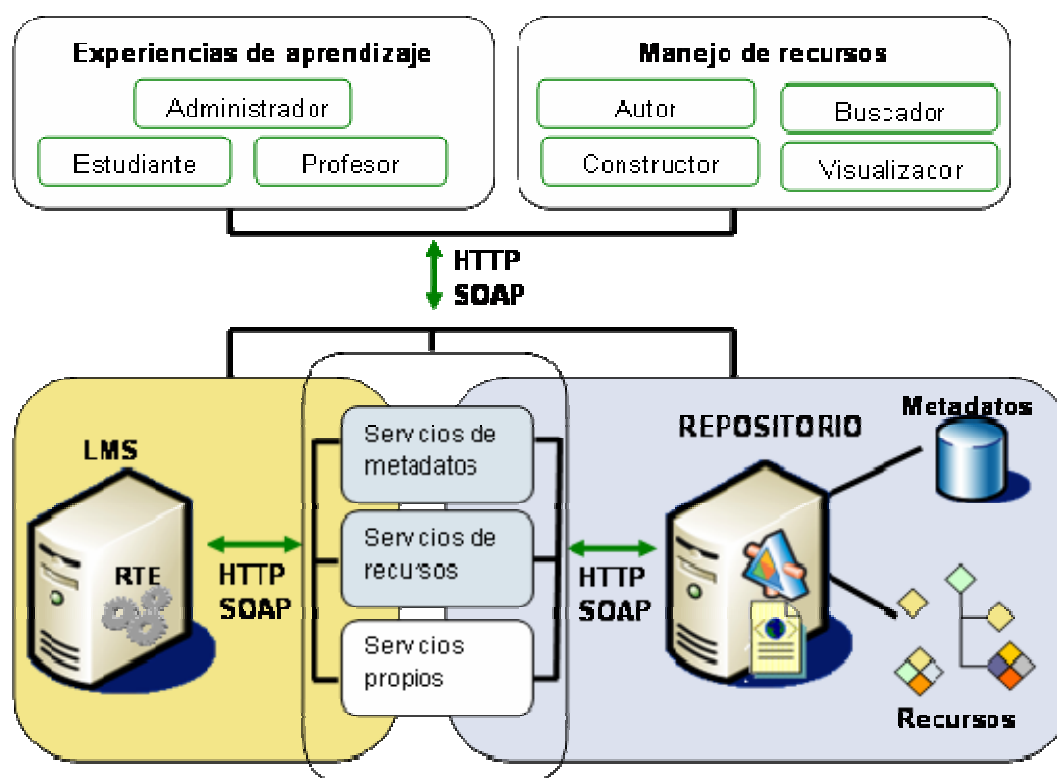 Experiencias de aprendizaje
Administrador
Estudiante
Profesor
Manejo de recursos
Autor
Buscador
Constructor
Visualizador
HTTP
SOAP
LMS
RTE
HTTP
SOAP
Servicios de
metadatos
Servicios de
recursos
Servicios
propios
HTTP
SOAP
REPOSITORIO
Metadatos
Recursos